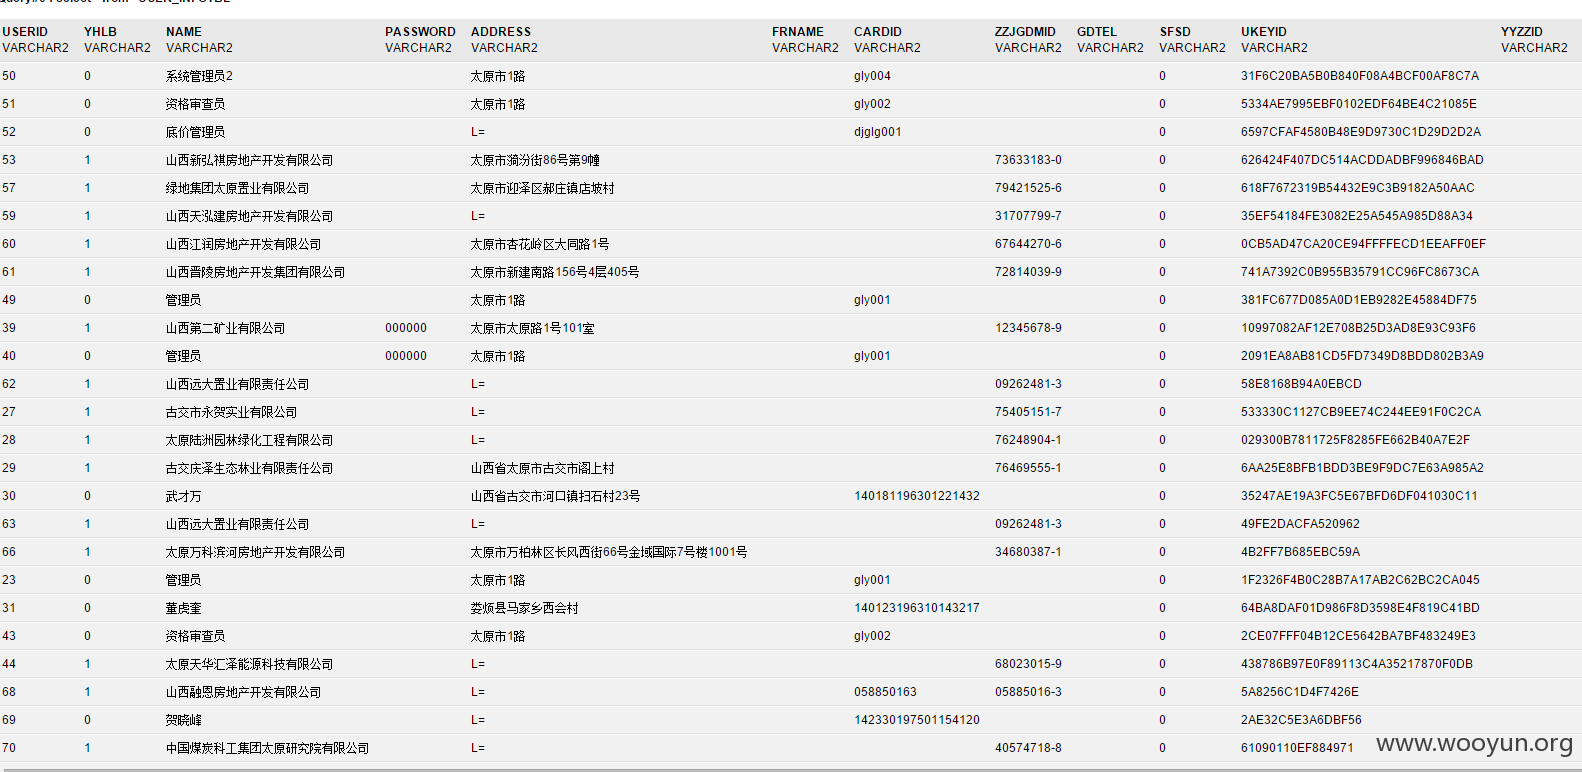 USERID YHLB NAME PASSWORD ADDRESS FRNAME CARDID ZZJGDMID GDTEL SFSD UKEYID YYZZID
VARCHAR2 VARCHAR2 VARCHAR2 VARCHAR2 VARCHAR2 VARCHAR2 VARCHAR2 VARCHAR2 VARCHAR2 VARCHAR2 VARCHAR2 VARCHAR2
50 0 系统管理员2 太原市1路 gly004 0 31F6C20BA5B0B840F08A4BCF00AF8C7A
51 0 资格审查员 太原市1路 gly002 0 5334AE7995EBF0102EDF64BE4C21085E
52 0 底价管理员 L= djglg001 0 6597CFAF4580B48E9D9730C1D29D2D2A
53 1 山西新弘祺房地产开发有限公司 太原市漪汾街86号第9幢 73633183-0 0 626424F407DC514ACDDADBF996846BAD
57 1 绿地集团太原置业有限公司 太原市迎泽区郝庄镇店坡村 79421525-6 0 618F7672319B54432E9C3B9182A50AAC
59 1 山西天泓建房地产开发有限公司 L= 31707799-7 0 35EF54184FE3082E25A545A985D88A34
60 1 山西江润房地产开发有限公司 太原市杏花岭区大同路1号 67644270-6 0 0CB5AD47CA20CE94FFFFECD1EEAFF0EF
61 1 山西晋陵房地产开发集团有限公司 太原市新建南路156号4层405号 72814039-9 0 741A7392C0B955B35791CC96FC8673CA
49 0 管理员 太原市1路 gly001 0 381FC677D085A0D1EB9282E45884DF75
39 1 山西第二矿业有限公司 000000 太原市太原路1号101室 12345678-9 0 10997082AF12E708B25D3AD8E93C93F6
40 0 管理员 000000 太原市1路 gly001 0 2091EA8AB81CD5FD7349D8BDD802B3A9
62 1 山西远大置业有限责任公司 L= 09262481-3 0 58E8168B94A0EBCD
27 1 古交市永贺实业有限公司 L= 75405151-7 0 533330C1127CB9EE74C244EE91F0C2CA
28 1 太原陆洲园林绿化工程有限公司 L= 76248904-1 0 029300B7811725F8285FE662B40A7E2F
29 1 古交庆泽生态林业有限责任公司 山西省太原市古交市阁上村 76469555-1 0 6AA25E8BFB1BDD3BE9F9DC7E63A985A2
30 0 武才万 山西省古交市河口镇扫石村23号 140181196301221432 0 35247AE19A3FC5E67BFD6DF041030C11
63 1 山西远大置业有限责任公司 L= 09262481-3 0 49FE2DACFA520962
66 1 太原万科滨河房地产开发有限公司 太原市万柏林区长风西街66号金域国际7号楼1001号 34680387-1 0 4B2FF7B685EBC59A
23 0 管理员 太原市1路 gly001 0 1F2326F4B0C28B7A17AB2C62BC2CA045
31 0 董虎奎 娄烦县马家乡西会村 140123196310143217 0 64BA8DAF01D986F8D3598E4F819C41BD
43 0 资格审查员 太原市1路 gly002 0 2CE07FFF04B12CE5642BA7BF483249E3
44 1 太原天华汇泽能源科技有限公司 L= 68023015-9 0 438786B97E0F89113C4A35217870F0DB
68 1 山西融恩房地产开发有限公司 L= 058850163 05885016-3 0 5A8256C1D4F7426E
69 0 贺晓峰 L= 142330197501154120 0 2AE32C5E3A6DBF56
70 1 中国煤炭科工集团太原研究院有限公司 L= 40574718-8 0 61090110EF884971
www.wooyun.org